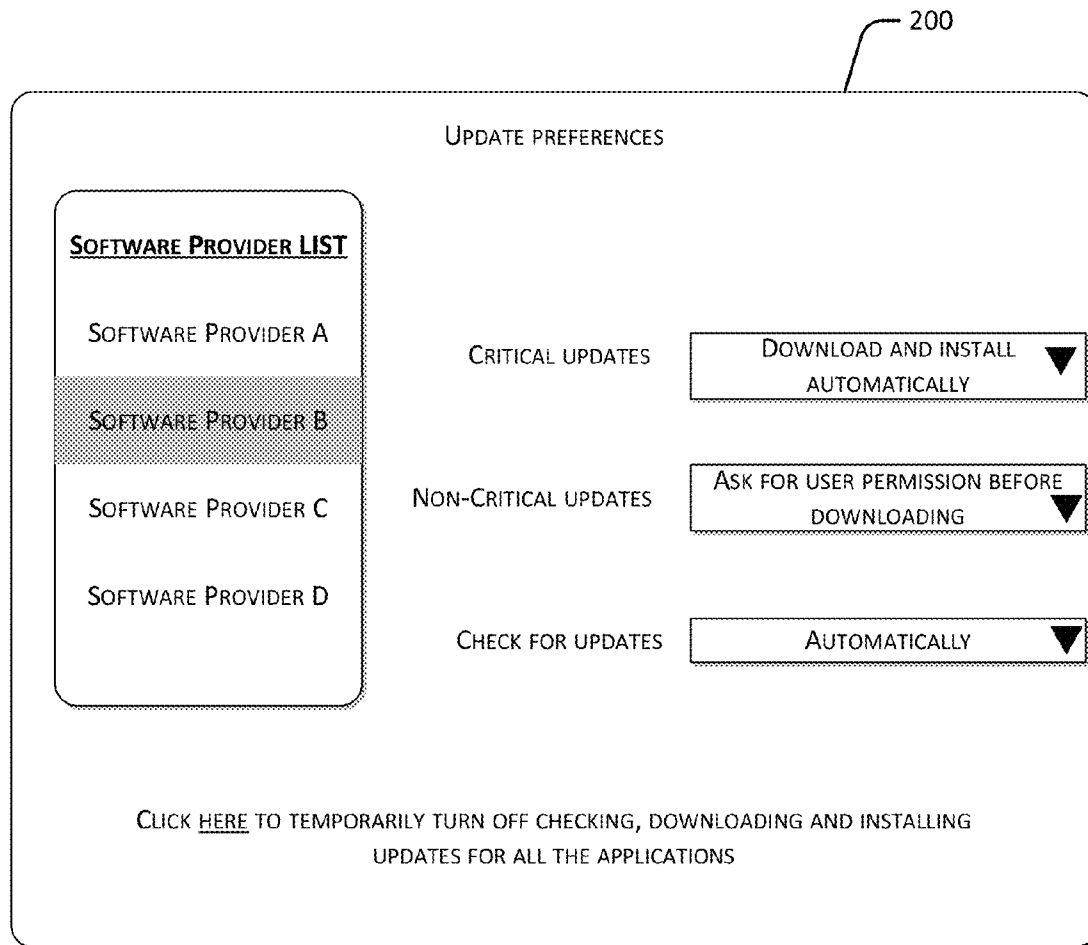 200
UPDATE PREFERENCES
SOFTWARE PROVIDER LIST
SOFTWARE PROVIDER A
SOFTWARE PROVIDER B
SOFTWARE PROVIDER C
SOFTWARE PROVIDER D
CRITICAL UPDATES
DOWNLOAD AND INSTALL
AUTOMATICALLY
NON-CRITICAL UPDATES
ASK FOR USER PERMISSION BEFORE
DOWNLOADING
CHECK FOR UPDATES
AUTOMATICALLY
CLICK HERE TO TEMPORARILY TURN OFF CHECKING, DOWNLOADING AND INSTALLING
UPDATES FOR ALL THE APPLICATIONS